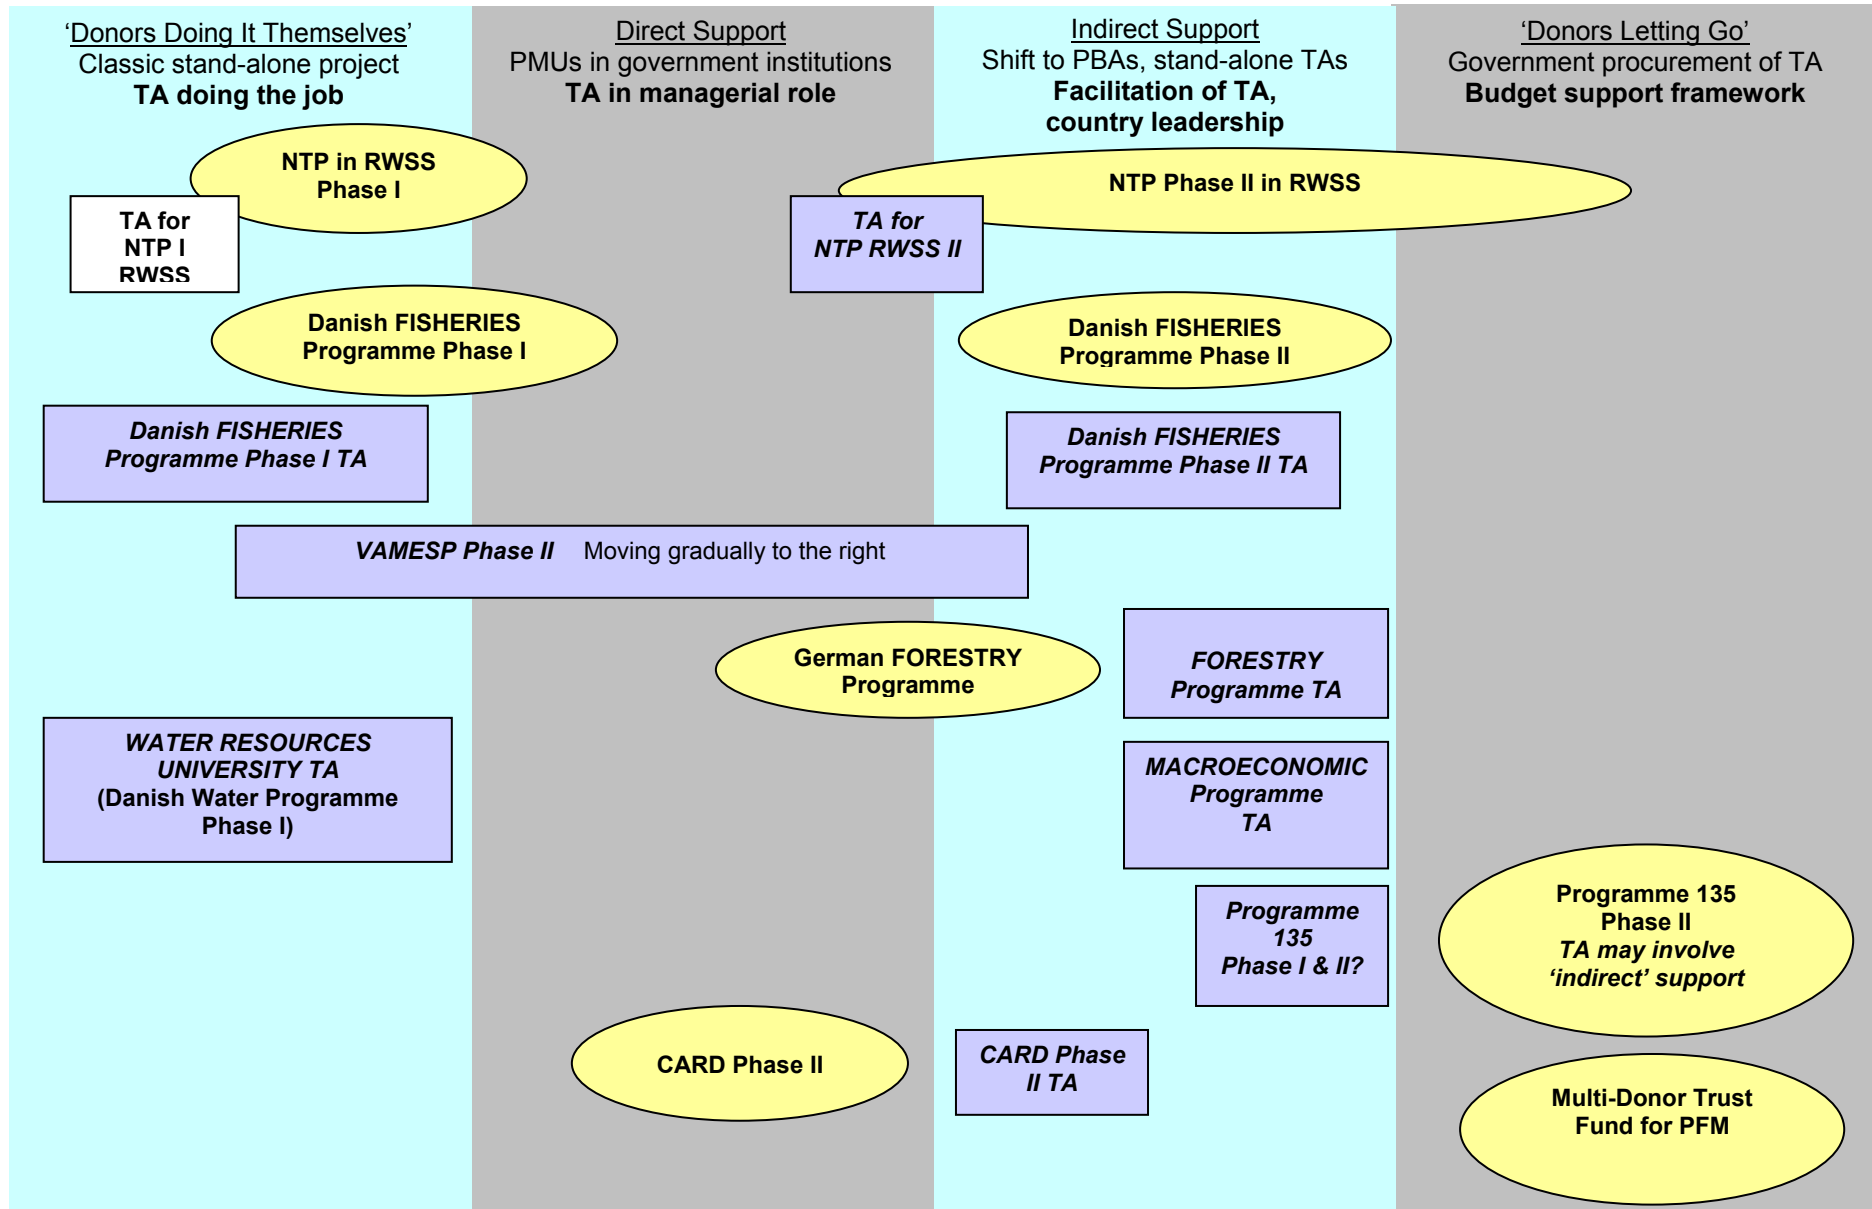 ‘Donors Doing It Themselves’
Classic stand-alone project
TA doing the job
Direct Support
PMUs in government institutions
TA in managerial role
Indirect Support
Shift to PBAs, stand-alone TAs
Facilitation of TA,
country leadership
‘Donors Letting Go’
Government procurement of TA
Budget support framework
NTP in RWSS
Phase I
NTP Phase II in RWSS
TA for
NTP I
RWSS
TA for
NTP RWSS II
Danish FISHERIES
Programme Phase I
Danish FISHERIES
Programme Phase II
Danish FISHERIES
Programme Phase I TA
Danish FISHERIES
Programme Phase II TA
VAMESP Phase II Moving gradually to the right
German FORESTRY
Programme
FORESTRY
Programme TA
WATER RESOURCES
UNIVERSITY TA
(Danish Water Programme
Phase I)
MACROECONOMIC
Programme
TA
Programme
135
Phase I & II?
Programme 135
Phase II
TA may involve
‘indirect’ support
CARD Phase II
CARD Phase
II TA
Multi-Donor Trust
Fund for PFM